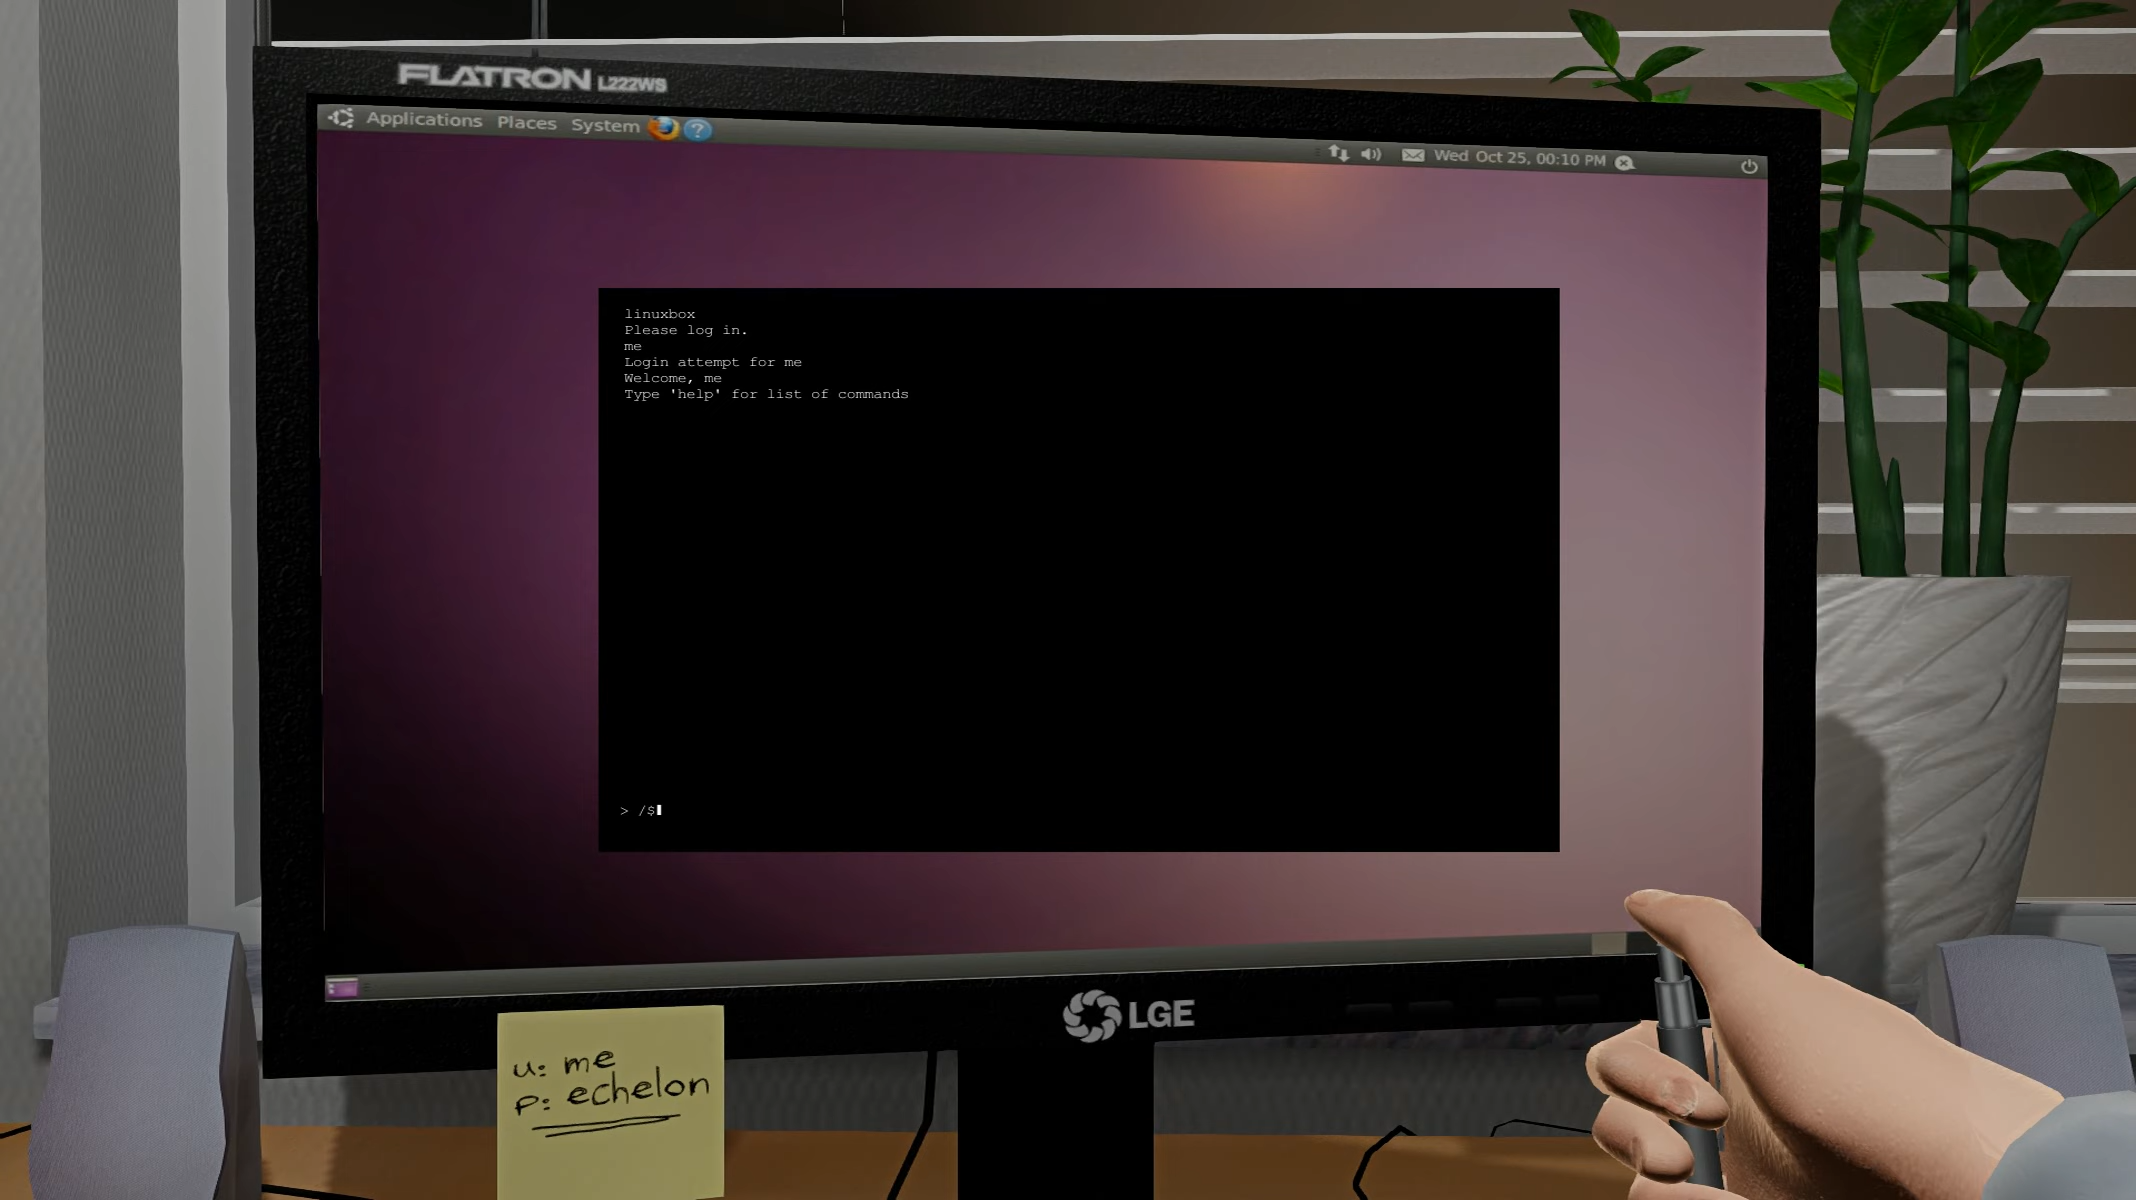 FLATRON L222WS
Applications Places System
Wed Oct 25, 00:10 PM
linuxbox
Please log in.
me
Login attempt for me
Welcome, me
Type 'help' for list of commands
> /$
LGE
u: me
p: echelon